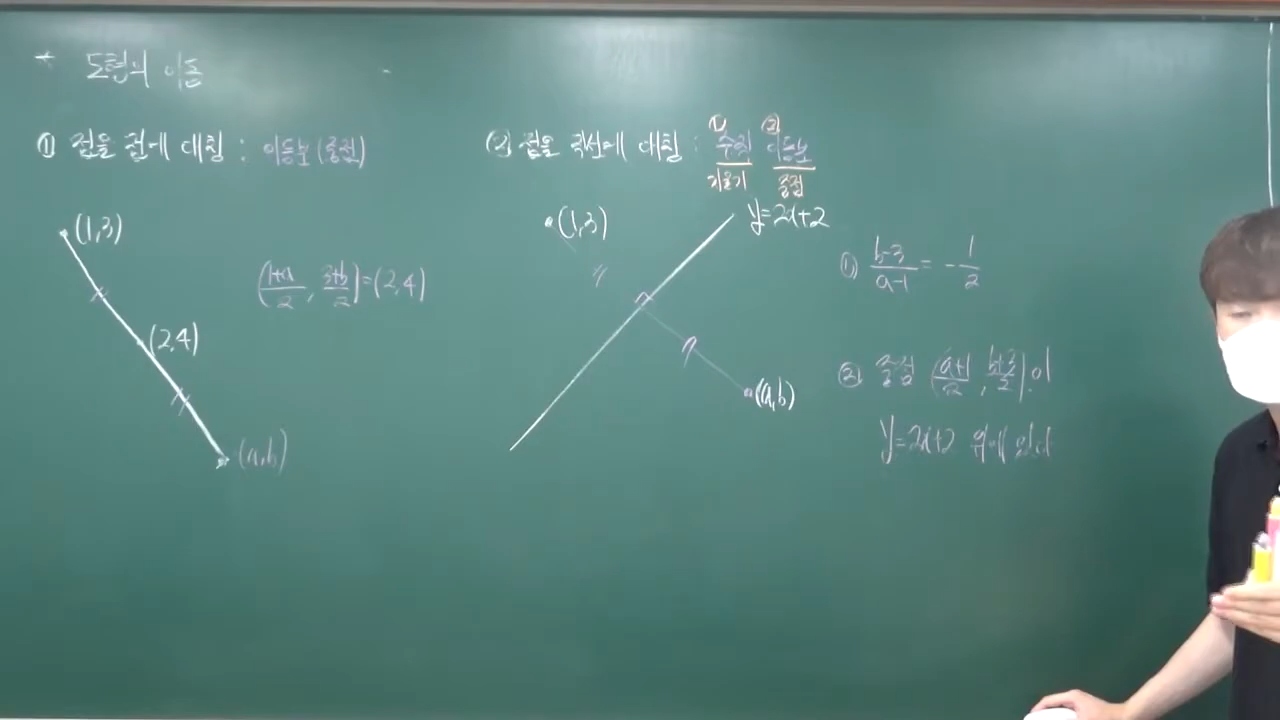 * 도형의 이동
① 점을 점에 대칭 : 이등분 (중점)
(1,3)
(2,4)
(a,b)
(1+a/2, 3+b/2)=(2,4)
② 점을 직선에 대칭 : ①수직 ②이등분
기울기 중점
(1,3)
y=2x+2
(a,b)
① b-3/a-1 = -1/2
② 중점 (a+1/2, b+3/2)이
y=2x+2 위에 있다